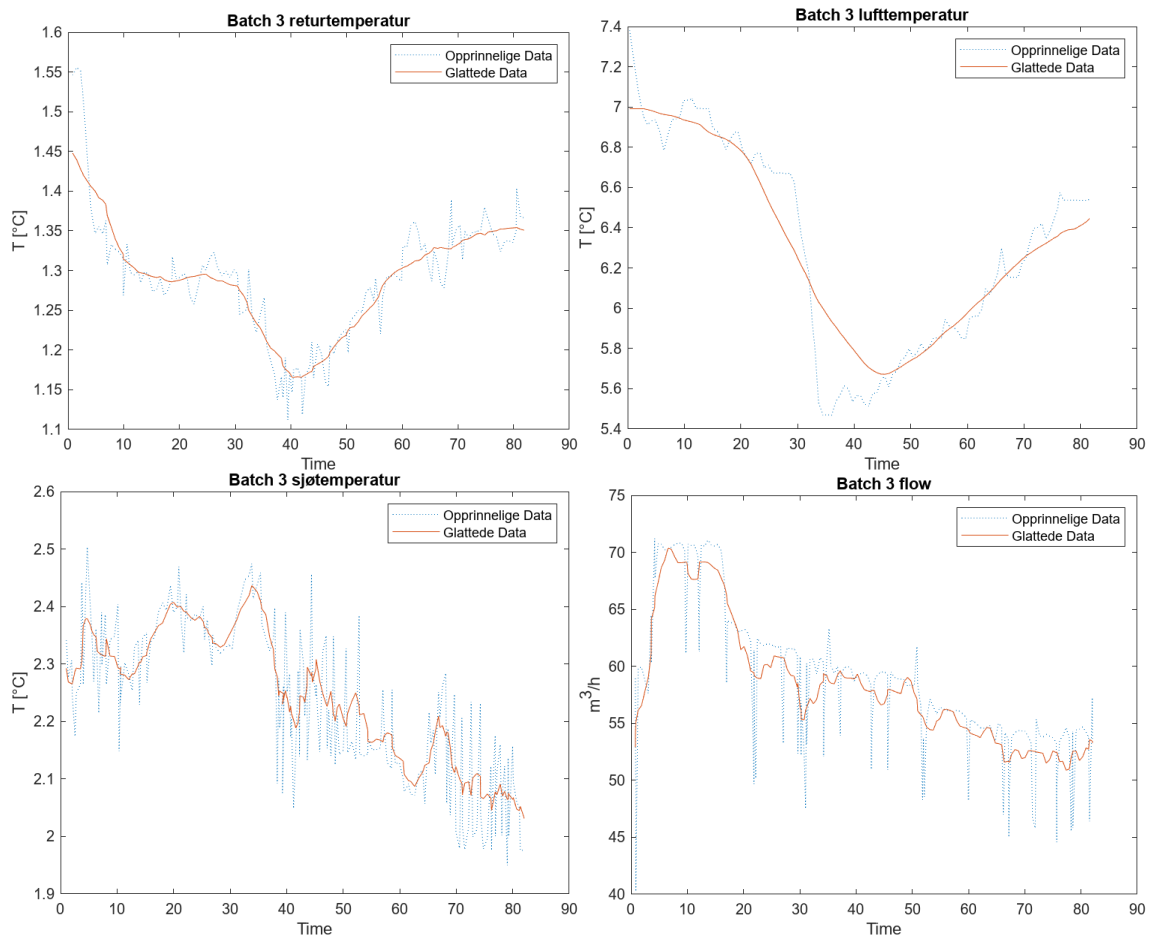 Batch 3 returtemperatur
1.6
1.55
1.5
1.45
1.4
1.35
1.3
1.25
1.2
1.15
1.1
T [°C]
Opprinnelige Data
Glattede Data
0 10 20 30 40 50 60 70 80 90
Time
Batch 3 lufttemperatur
7.4
7.2
7
6.8
6.6
6.4
6.2
6
5.8
5.6
5.4
T [°C]
Opprinnelige Data
Glattede Data
0 10 20 30 40 50 60 70 80 90
Time
Batch 3 sjøtemperatur
2.6
2.5
2.4
2.3
2.2
2.1
2
1.9
T [°C]
Opprinnelige Data
Glattede Data
0 10 20 30 40 50 60 70 80 90
Time
Batch 3 flow
75
70
65
60
55
50
45
40
m³/h
Opprinnelige Data
Glattede Data
0 10 20 30 40 50 60 70 80 90
Time